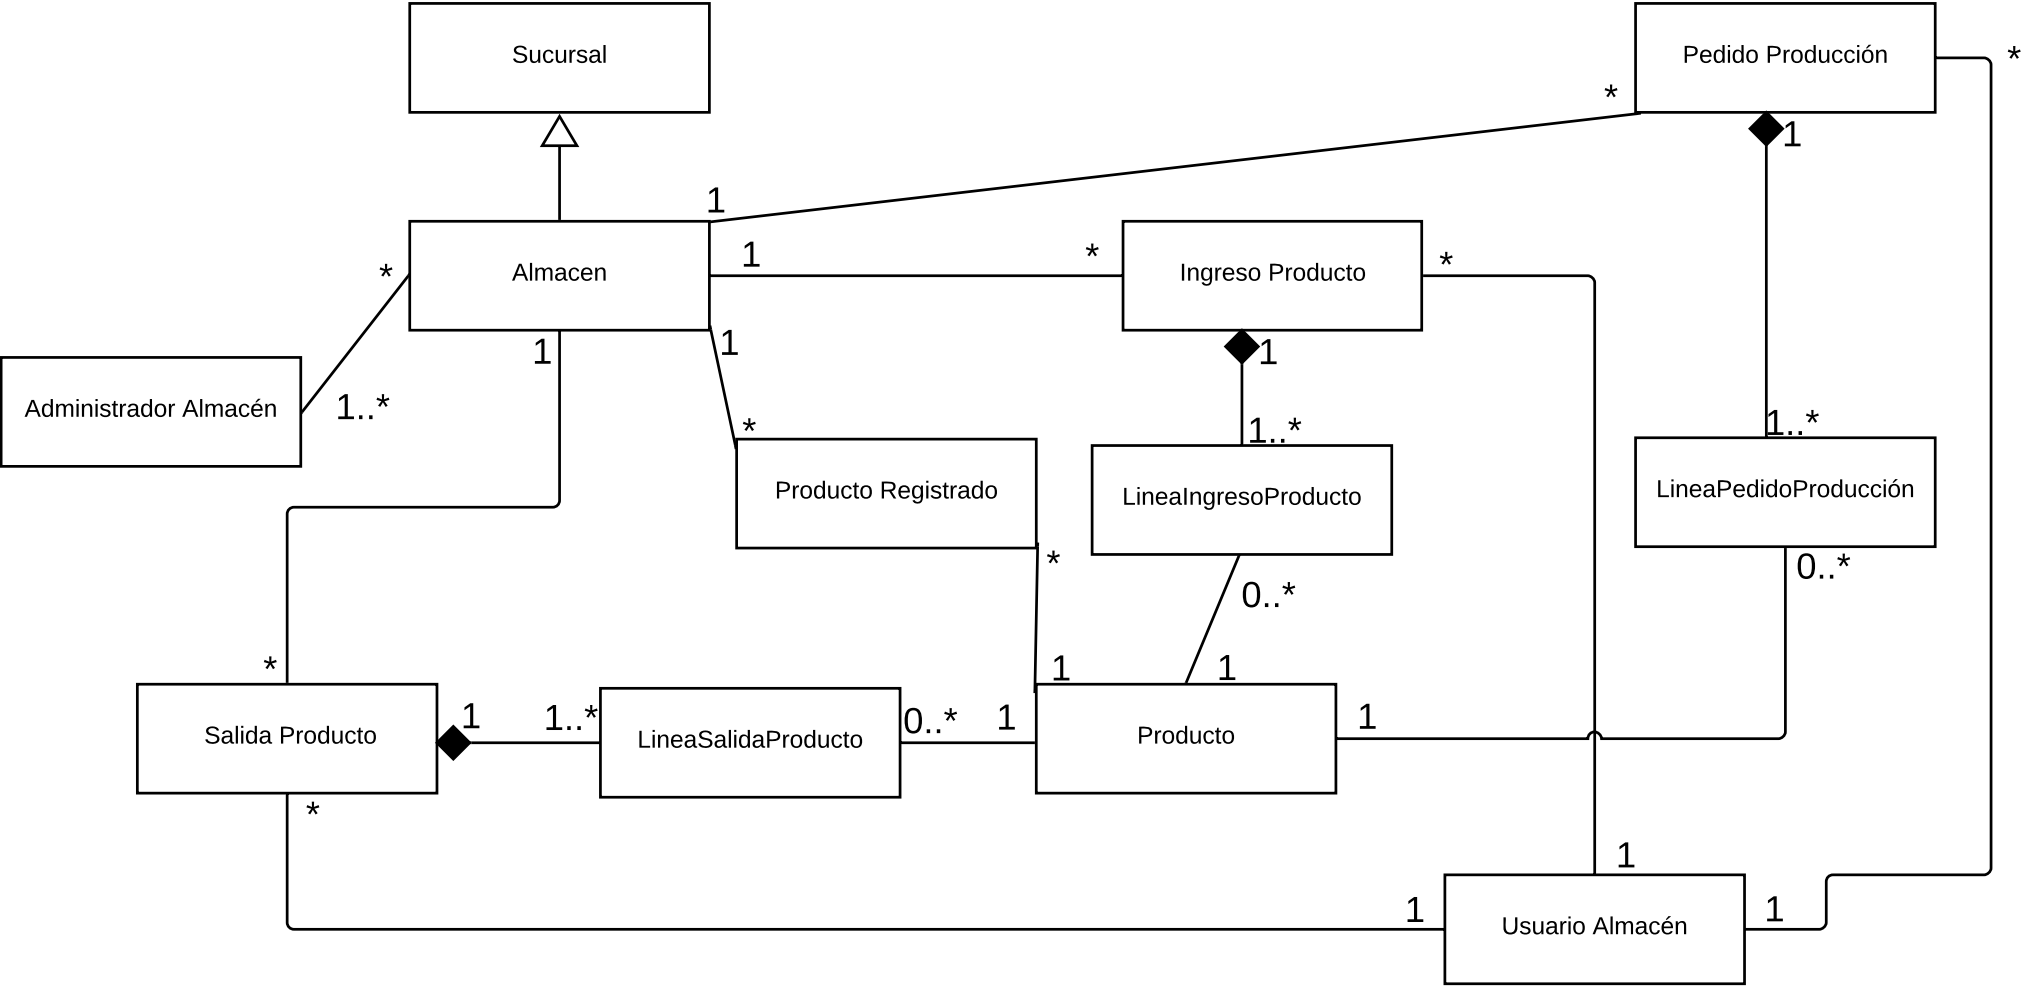 Sucursal
Pedido Producción
*
*
1
1
Almacen
1
*
Ingreso Producto
*
*
1
1
1
Administrador Almacén
1..*
*
1..*
1..*
Producto Registrado
LineaIngresoProducto
LineaPedidoProducción
*
0..*
0..*
*
1
1
Salida Producto
1
1..*
LineaSalidaProducto
0..*
1
Producto
1
*
1
1
1
Usuario Almacén